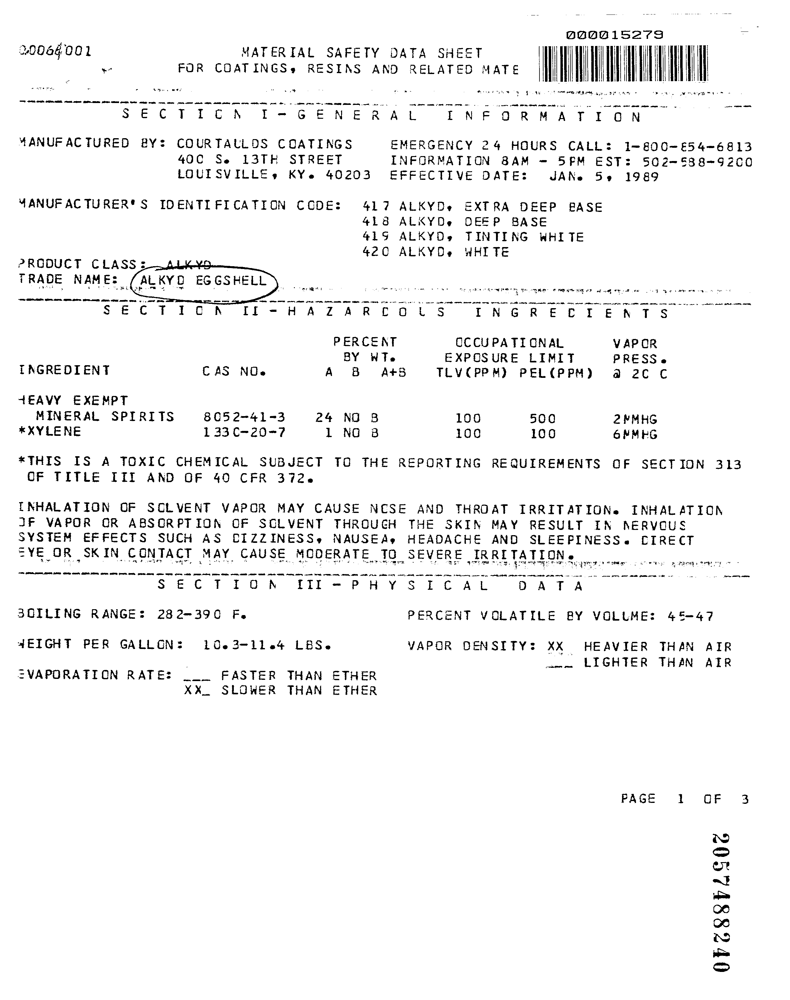 000015279
MATERIAL SAFETY DATA SHEET
FOR COATINGS, RESINS AND RELATED MATE
SECTION I-GENERAL INFORMATION
MANUFACTURED BY: COURTAULDS COATINGS EMERGENCY 24 HOURS CALL: 1-800-854-6813
400 S. 13TH STREET INFORMATION 8AM - 5PM EST: 502-588-9200
LOUISVILLE, KY. 40203 EFFECTIVE DATE: JAN. 5, 1989
MANUFACTURER'S IDENTIFICATION CODE: 417 ALKYD, EXTRA DEEP BASE
418 ALKYD, DEEP BASE
419 ALKYD, TINTING WHITE
420 ALKYD, WHITE
PRODUCT CLASS: ALKYD
TRADE NAME: ALKYD EGGSHELL
SECTION II-HAZARDOUS INGREDIENTS
PERCENT OCCUPATIONAL VAPOR
BY WT. EXPOSURE LIMIT PRESS.
INGREDIENT CAS NO. A B A+B TLV(PPM) PEL(PPM) @ 20 C
HEAVY EXEMPT
MINERAL SPIRITS 8052-41-3 24 NO B 100 500 2MMHG
*XYLENE 1330-20-7 1 NO B 100 100 6MMHG
*THIS IS A TOXIC CHEMICAL SUBJECT TO THE REPORTING REQUIREMENTS OF SECTION 313
OF TITLE III AND OF 40 CFR 372.
INHALATION OF SOLVENT VAPOR MAY CAUSE NOSE AND THROAT IRRITATION. INHALATION
OF VAPOR OR ABSORPTION OF SOLVENT THROUGH THE SKIN MAY RESULT IN NERVOUS
SYSTEM EFFECTS SUCH AS DIZZINESS, NAUSEA, HEADACHE AND SLEEPINESS. DIRECT
EYE OR SKIN CONTACT MAY CAUSE MODERATE TO SEVERE IRRITATION.
SECTION III-PHYSICAL DATA
BOILING RANGE: 282-390 F. PERCENT VOLATILE BY VOLUME: 45-47
WEIGHT PER GALLON: 10.3-11.4 LBS. VAPOR DENSITY: XX HEAVIER THAN AIR
___ LIGHTER THAN AIR
EVAPORATION RATE: ___ FASTER THAN ETHER
XX_ SLOWER THAN ETHER
PAGE 1 OF 3
2057488240